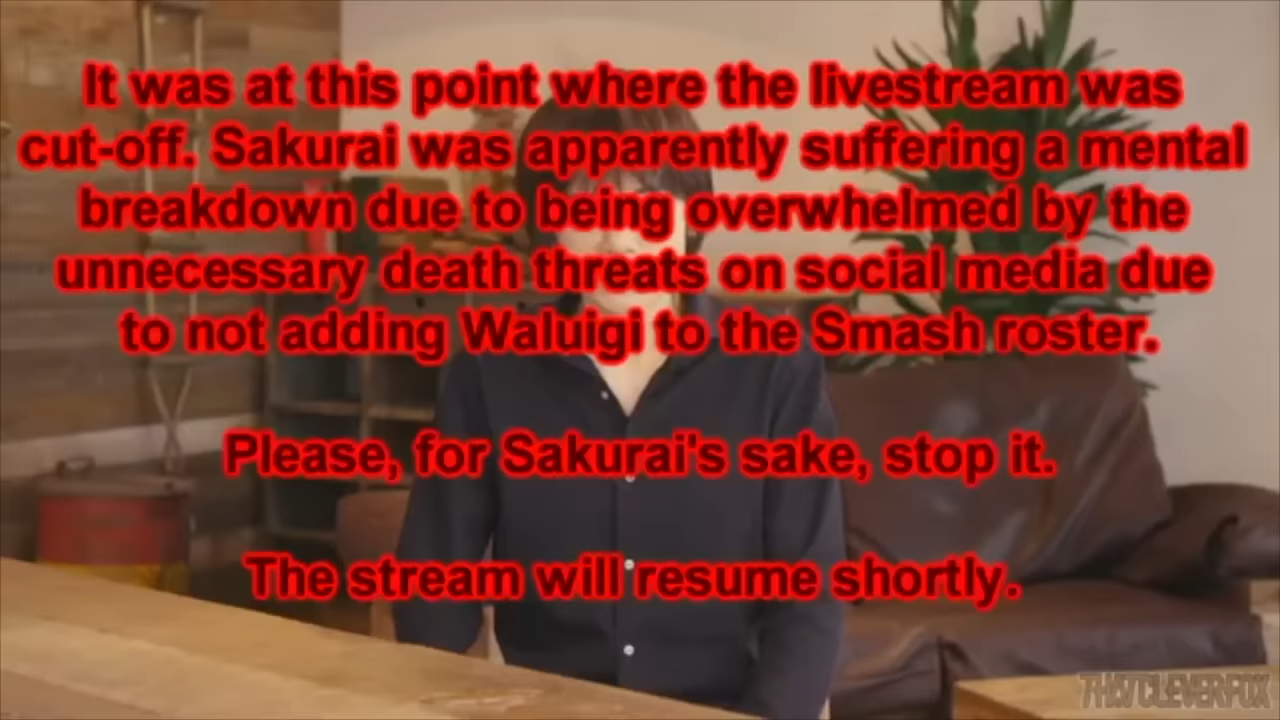 It was at this point where the livestream was
cut-off. Sakurai was apparently suffering a mental
breakdown due to being overwhelmed by the
unnecessary death threats on social media due
to not adding Waluigi to the Smash roster.
Please, for Sakurai's sake, stop it.
The stream will resume shortly.
THATCLEVERFOX